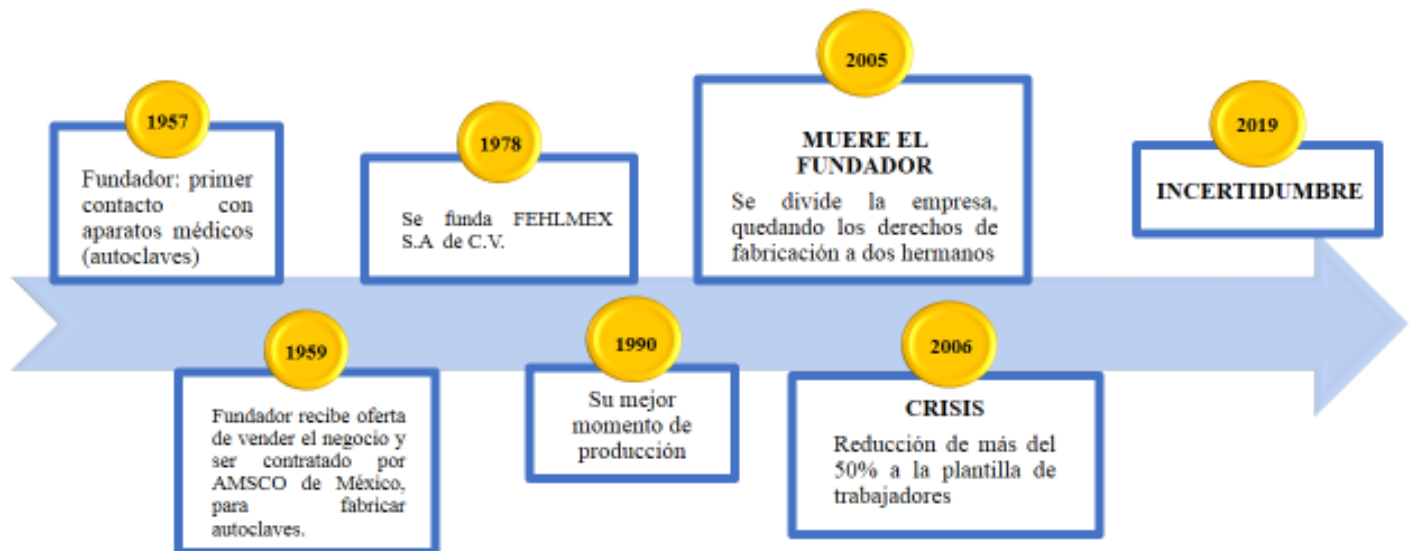 1957
Fundador: primer
contacto con
aparatos médicos
(autoclaves)
1959
Fundador recibe oferta
de vender el negocio y
ser contratado por
AMSCO de México,
para fabricar
autoclaves.
1978
Se funda FEHLMEX
S.A de C.V.
1990
Su mejor
momento de
producción
2005
MUERE EL
FUNDADOR
Se divide la empresa,
quedando los derechos de
fabricación a dos hermanos
2006
CRISIS
Reducción de más del
50% a la plantilla de
trabajadores
2019
INCERTIDUMBRE